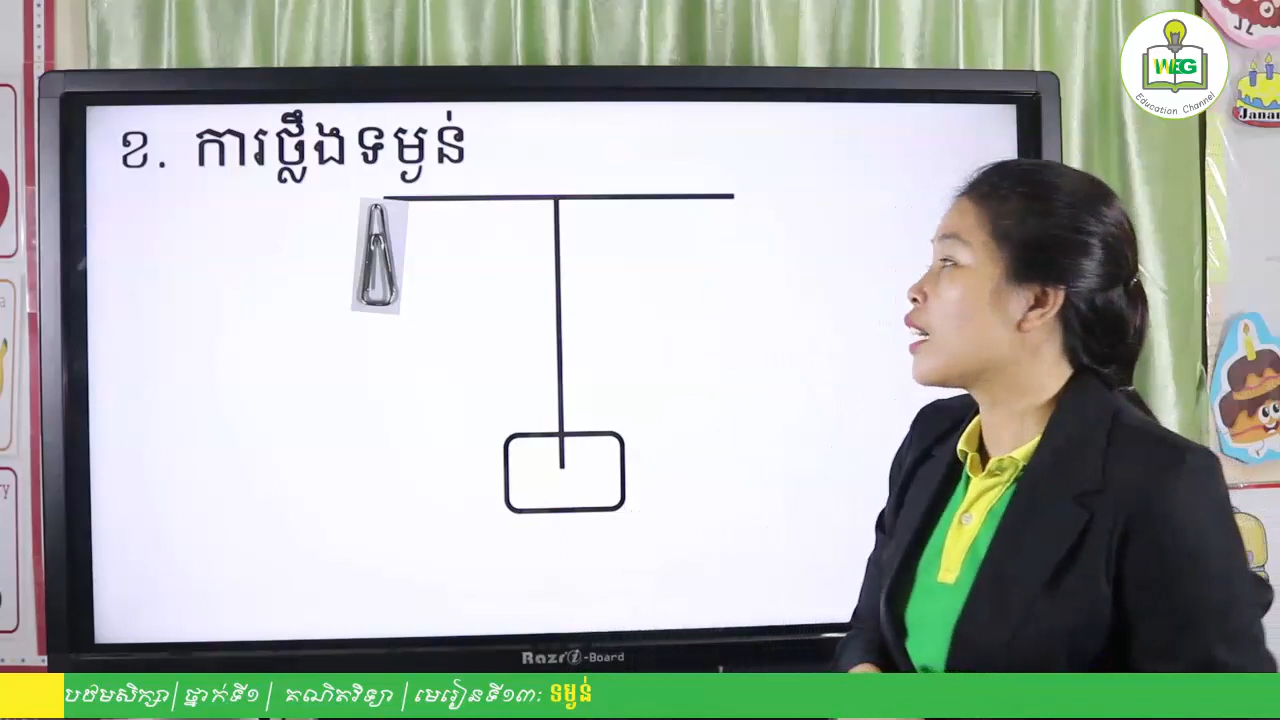 WEG
Education Channel
Janar
ខ. ការថ្លឹងទម្ងន់
Razr i-Board
បឋមសិក្សា| ថ្នាក់ទី១ | គណិតវិទ្យា | មេរៀនទី១៣: ទម្ងន់